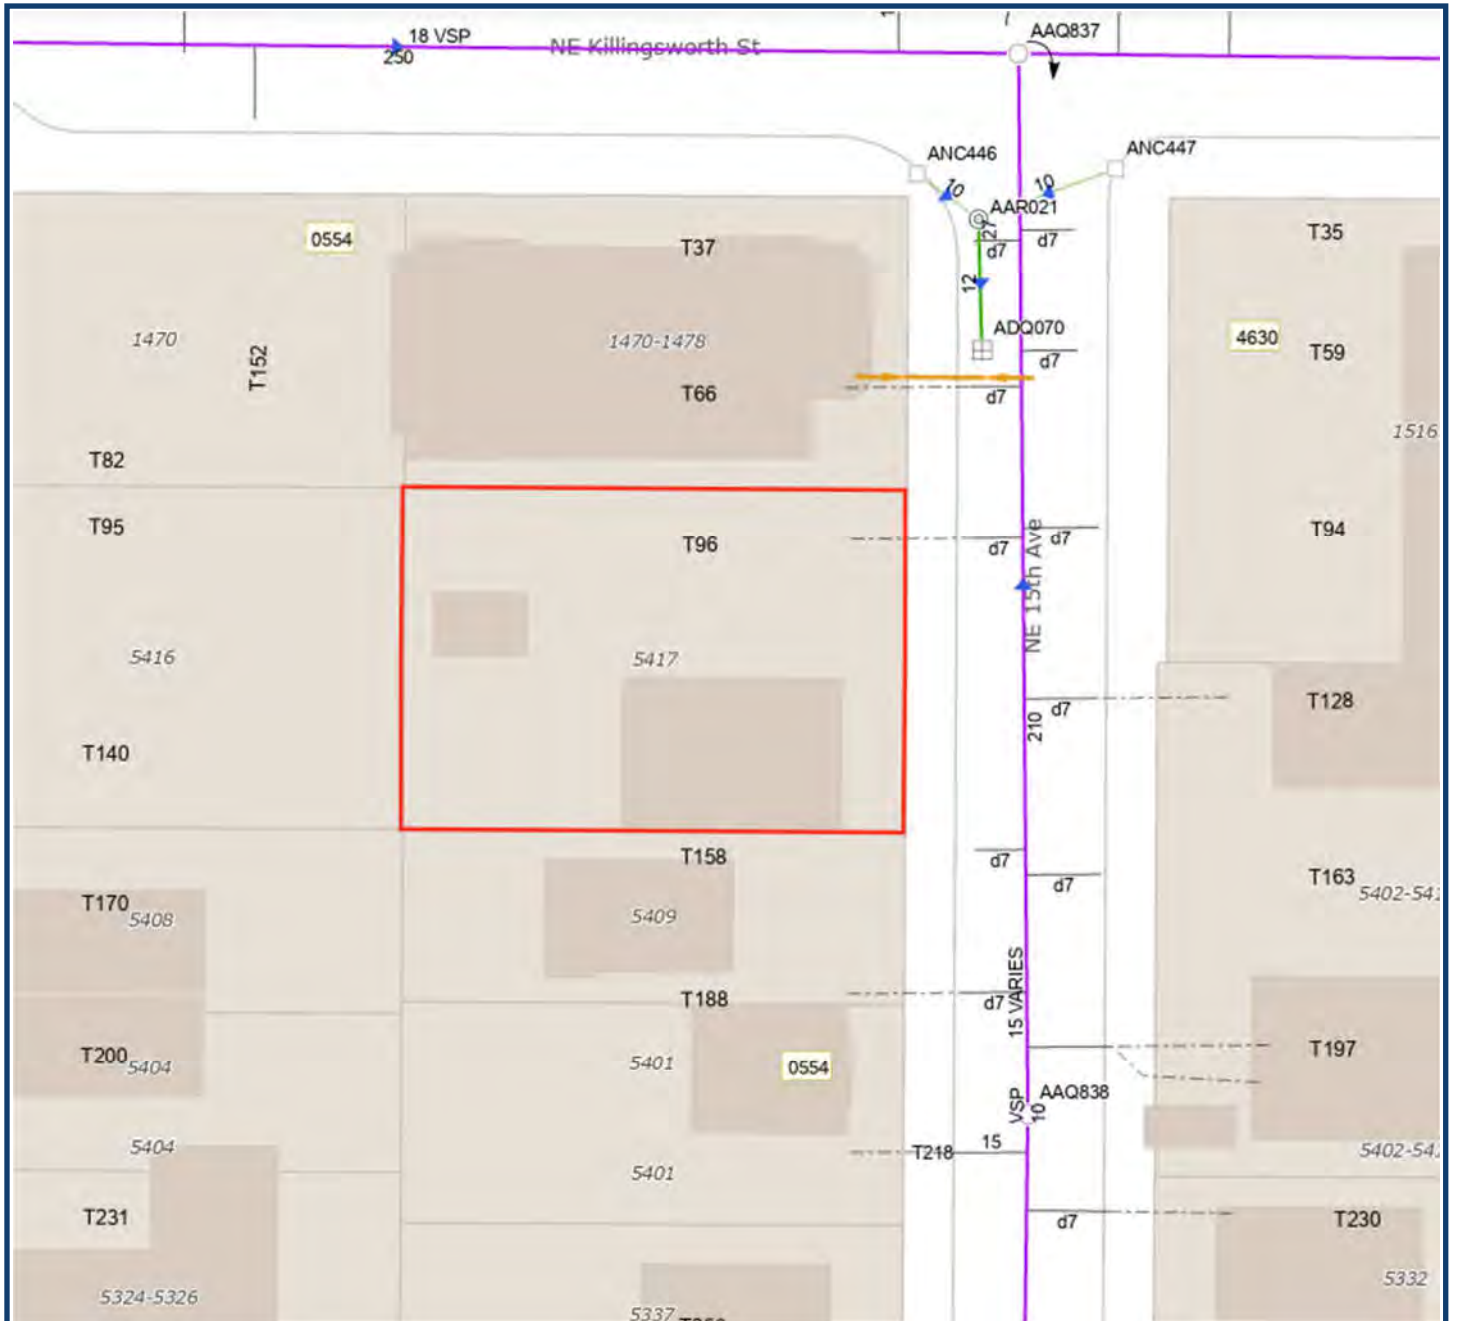 18 VSP
250
NE Killingsworth St
AAQ837
ANC446
ANC447
10
10
AAR021
27
d7
d7
0554
T37
T35
1470
T152
1470-1478
12
ADQ070
d7
4630
T59
T66
d7
1516
T82
T95
T96
d7
d7
T94
NE 15th Ave
5416
5417
210
d7
T128
T140
T158
d7
d7
T163
5402-541
T170
5408
5409
T188
d7
15 VARIES
T200
5404
5401
0554
T197
VSP
10
AAQ838
5404
5401
T218
15
5402-541
T231
d7
T230
5324-5326
5332
5337